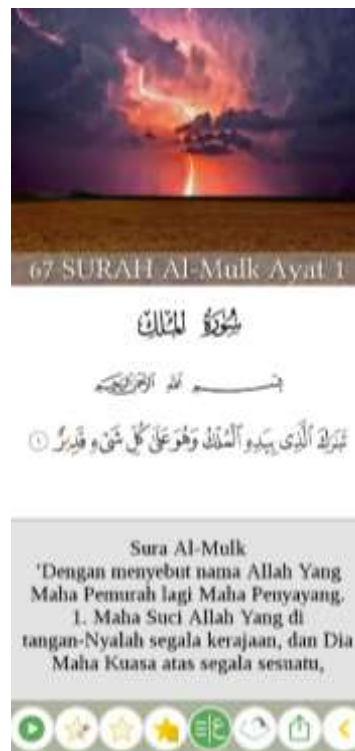 67 SURAH Al-Mulk Ayat 1
سُورَةُ المُلْكِ
بِسْمِ اللَّهِ الرَّحْمَٰنِ الرَّحِيمِ
تَبَٰرَكَ ٱلَّذِى بِيَدِهِ ٱلْمُلْكُ وَهُوَ عَلَىٰ كُلِّ شَىْءٍ قَدِيرٌ ١
Sura Al-Mulk
'Dengan menyebut nama Allah Yang
Maha Pemurah lagi Maha Penyayang.
1. Maha Suci Allah Yang di
tangan-Nyalah segala kerajaan, dan Dia
Maha Kuasa atas segala sesuatu,